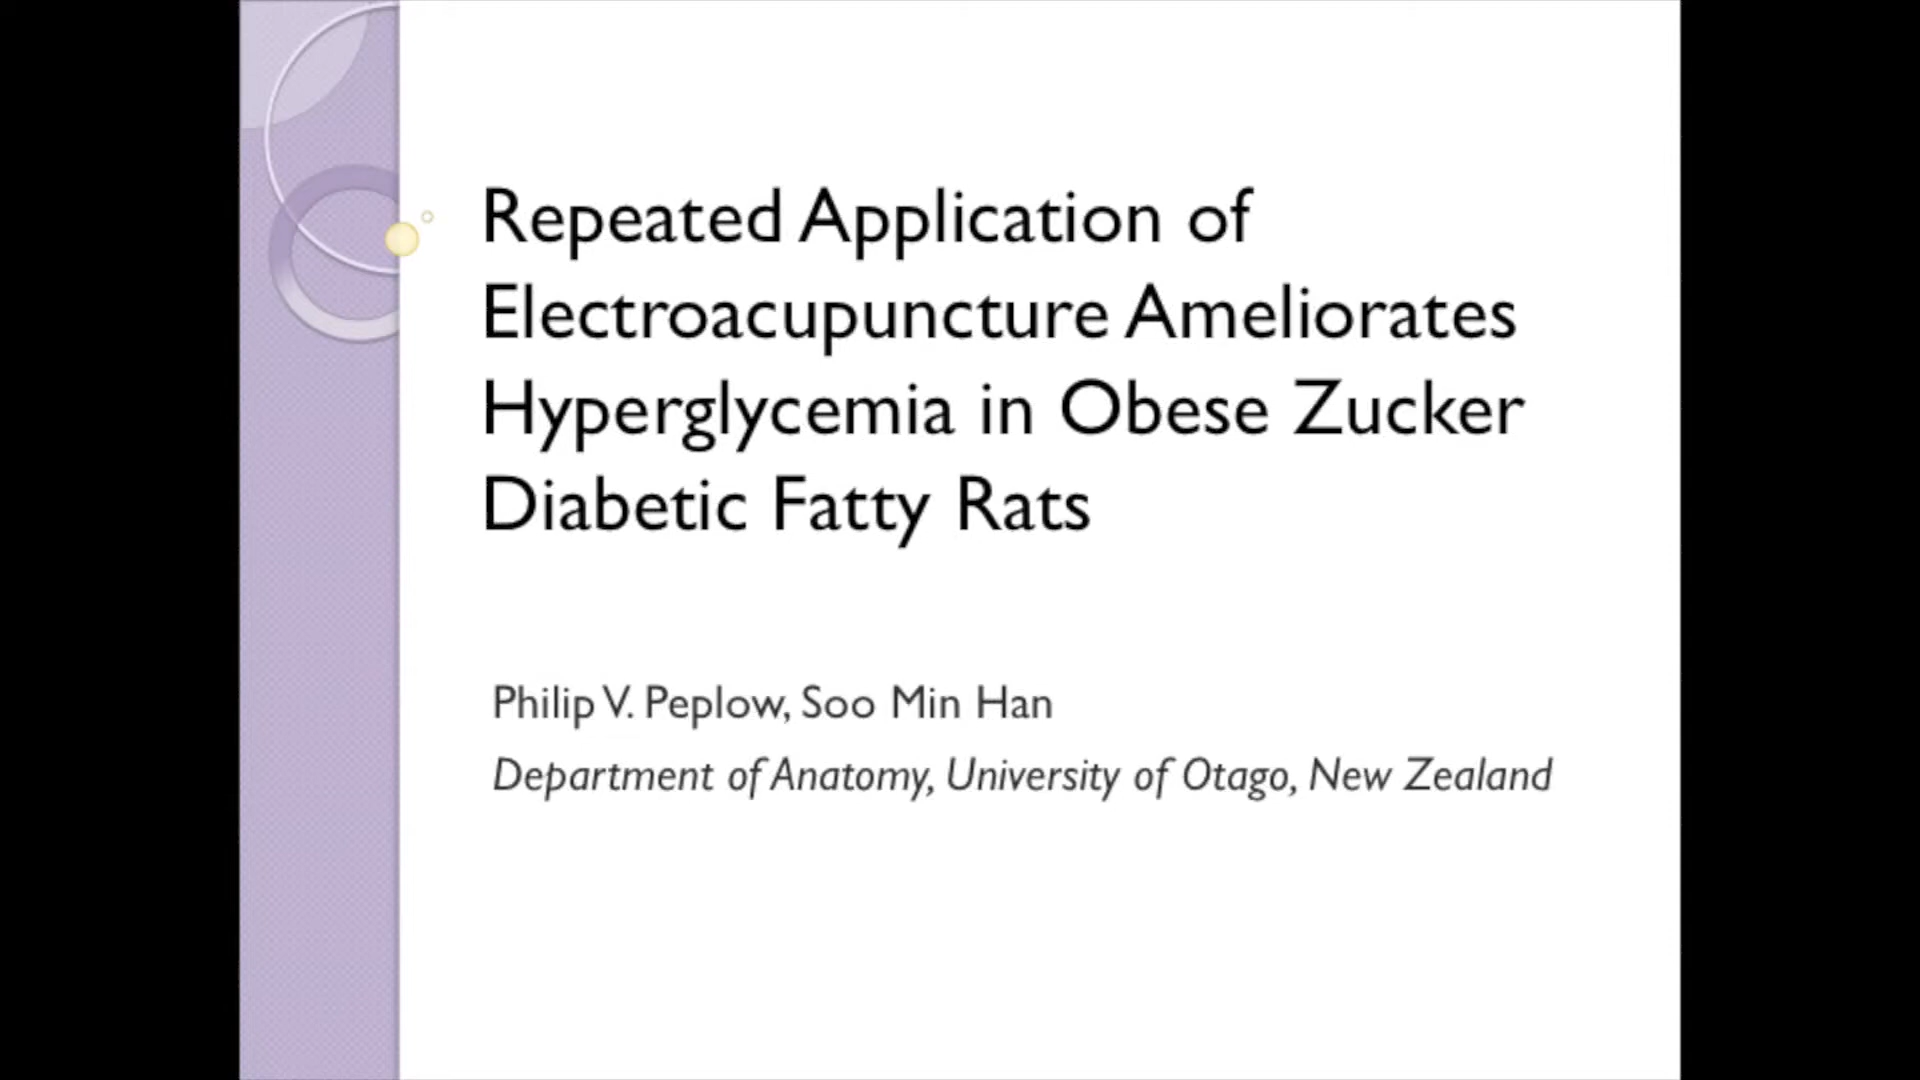 Repeated Application of
Electroacupuncture Ameliorates
Hyperglycemia in Obese Zucker
Diabetic Fatty Rats
Philip V. Peplow, Soo Min Han
Department of Anatomy, University of Otago, New Zealand